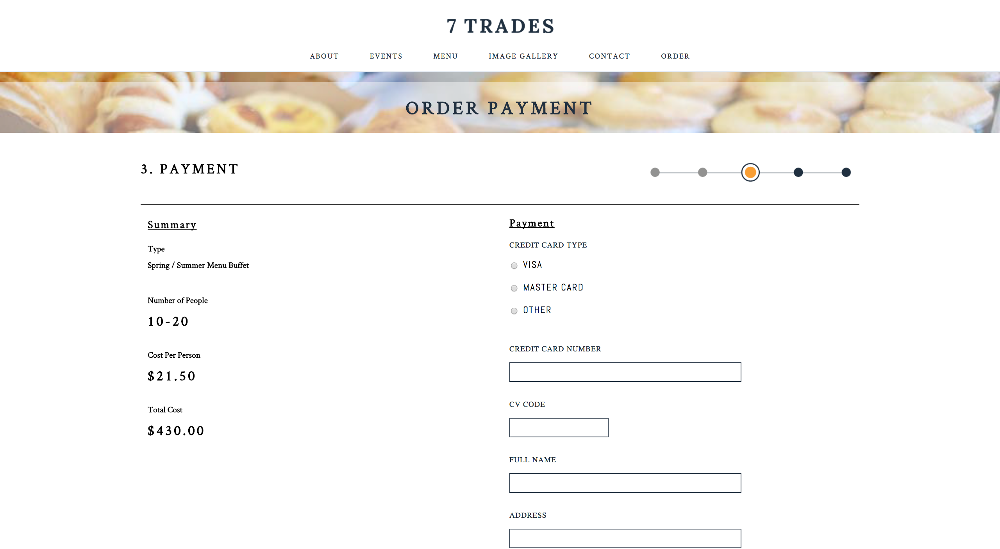 7 TRADES
ABOUT EVENTS MENU IMAGE GALLERY CONTACT ORDER
ORDER PAYMENT
3. PAYMENT
Summary
Type
Spring / Summer Menu Buffet
Number of People
10-20
Cost Per Person
$21.50
Total Cost
$430.00
Payment
CREDIT CARD TYPE
VISA
MASTER CARD
OTHER
CREDIT CARD NUMBER
CV CODE
FULL NAME
ADDRESS